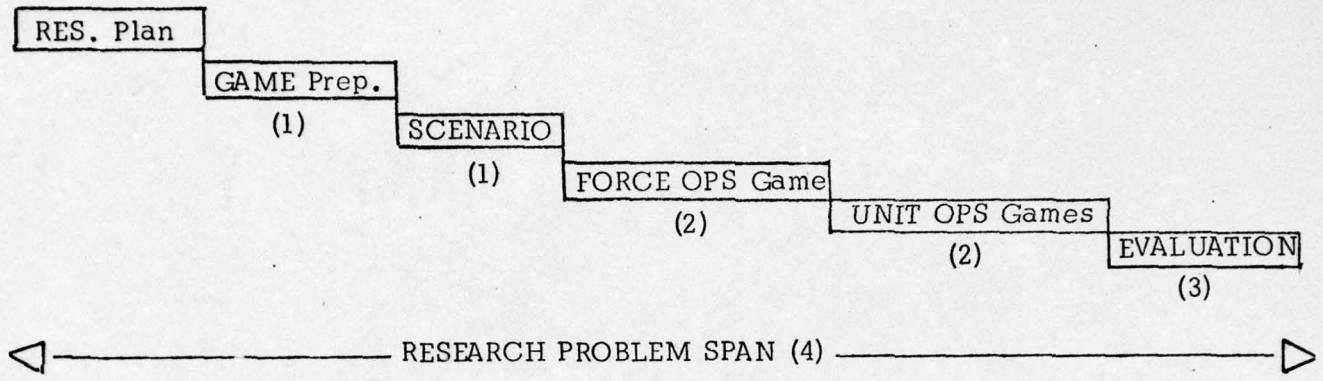 RES. Plan
GAME Prep.
(1)
SCENARIO
(1)
FORCE OPS Game
(2)
UNIT OPS Games
(2)
EVALUATION
(3)
RESEARCH PROBLEM SPAN (4)